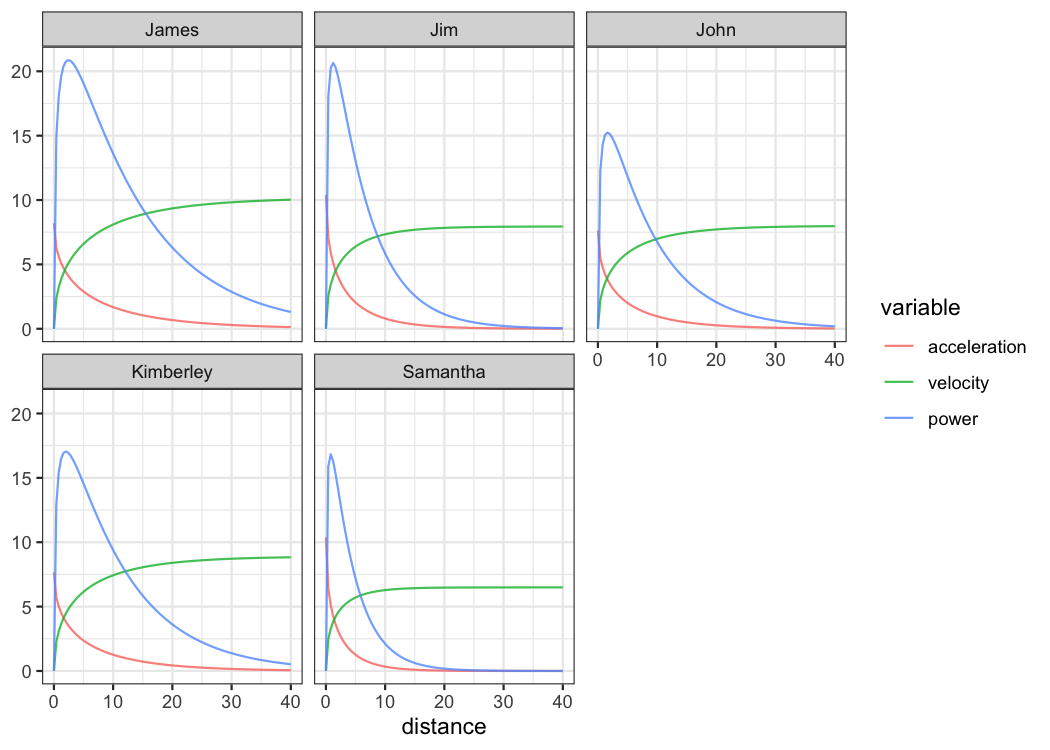 James
Jim
John
20
15
10
5
0
0 10 20 30 40
Kimberley
Samantha
20
15
10
5
0
0 10 20 30 40
0 10 20 30 40
distance
variable
acceleration
velocity
power